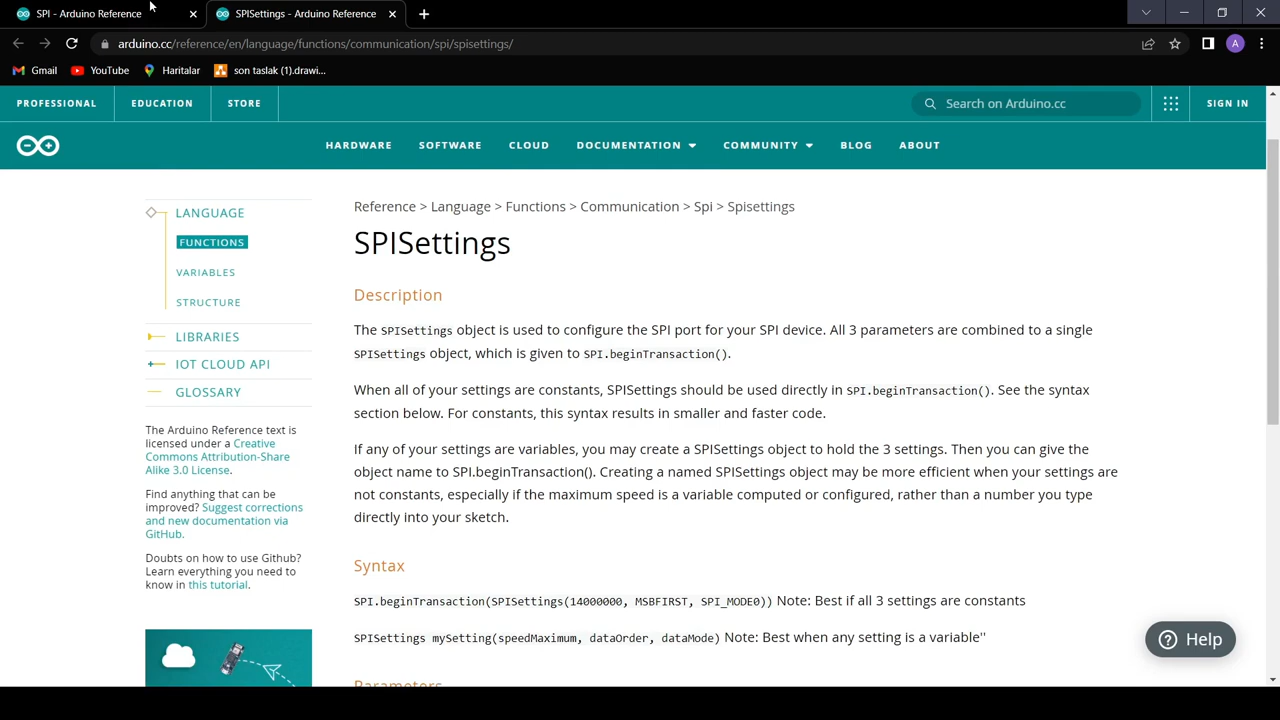 SPI - Arduino Reference
SPISettings - Arduino Reference
arduino.cc/reference/en/language/functions/communication/spi/spisettings/
A
Gmail
YouTube
Haritalar
son taslak (1).drawi...
PROFESSIONAL
EDUCATION
STORE
Search on Arduino.cc
SIGN IN
HARDWARE
SOFTWARE
CLOUD
DOCUMENTATION
COMMUNITY
BLOG
ABOUT
LANGUAGE
FUNCTIONS
VARIABLES
STRUCTURE
LIBRARIES
IOT CLOUD API
GLOSSARY
The Arduino Reference text is
licensed under a Creative
Commons Attribution-Share
Alike 3.0 License.
Find anything that can be
improved? Suggest corrections
and new documentation via
GitHub.
Doubts on how to use Github?
Learn everything you need to
know in this tutorial.
Reference > Language > Functions > Communication > Spi > Spisettings
SPISettings
Description
The SPISettings object is used to configure the SPI port for your SPI device. All 3 parameters are combined to a single
SPISettings object, which is given to SPI.beginTransaction().
When all of your settings are constants, SPISettings should be used directly in SPI.beginTransaction(). See the syntax
section below. For constants, this syntax results in smaller and faster code.
If any of your settings are variables, you may create a SPISettings object to hold the 3 settings. Then you can give the
object name to SPI.beginTransaction(). Creating a named SPISettings object may be more efficient when your settings are
not constants, especially if the maximum speed is a variable computed or configured, rather than a number you type
directly into your sketch.
Syntax
SPI.beginTransaction(SPISettings(14000000, MSBFIRST, SPI_MODE0)) Note: Best if all 3 settings are constants
SPISettings mySetting(speedMaximum, dataOrder, dataMode) Note: Best when any setting is a variable''
Parameters
Help